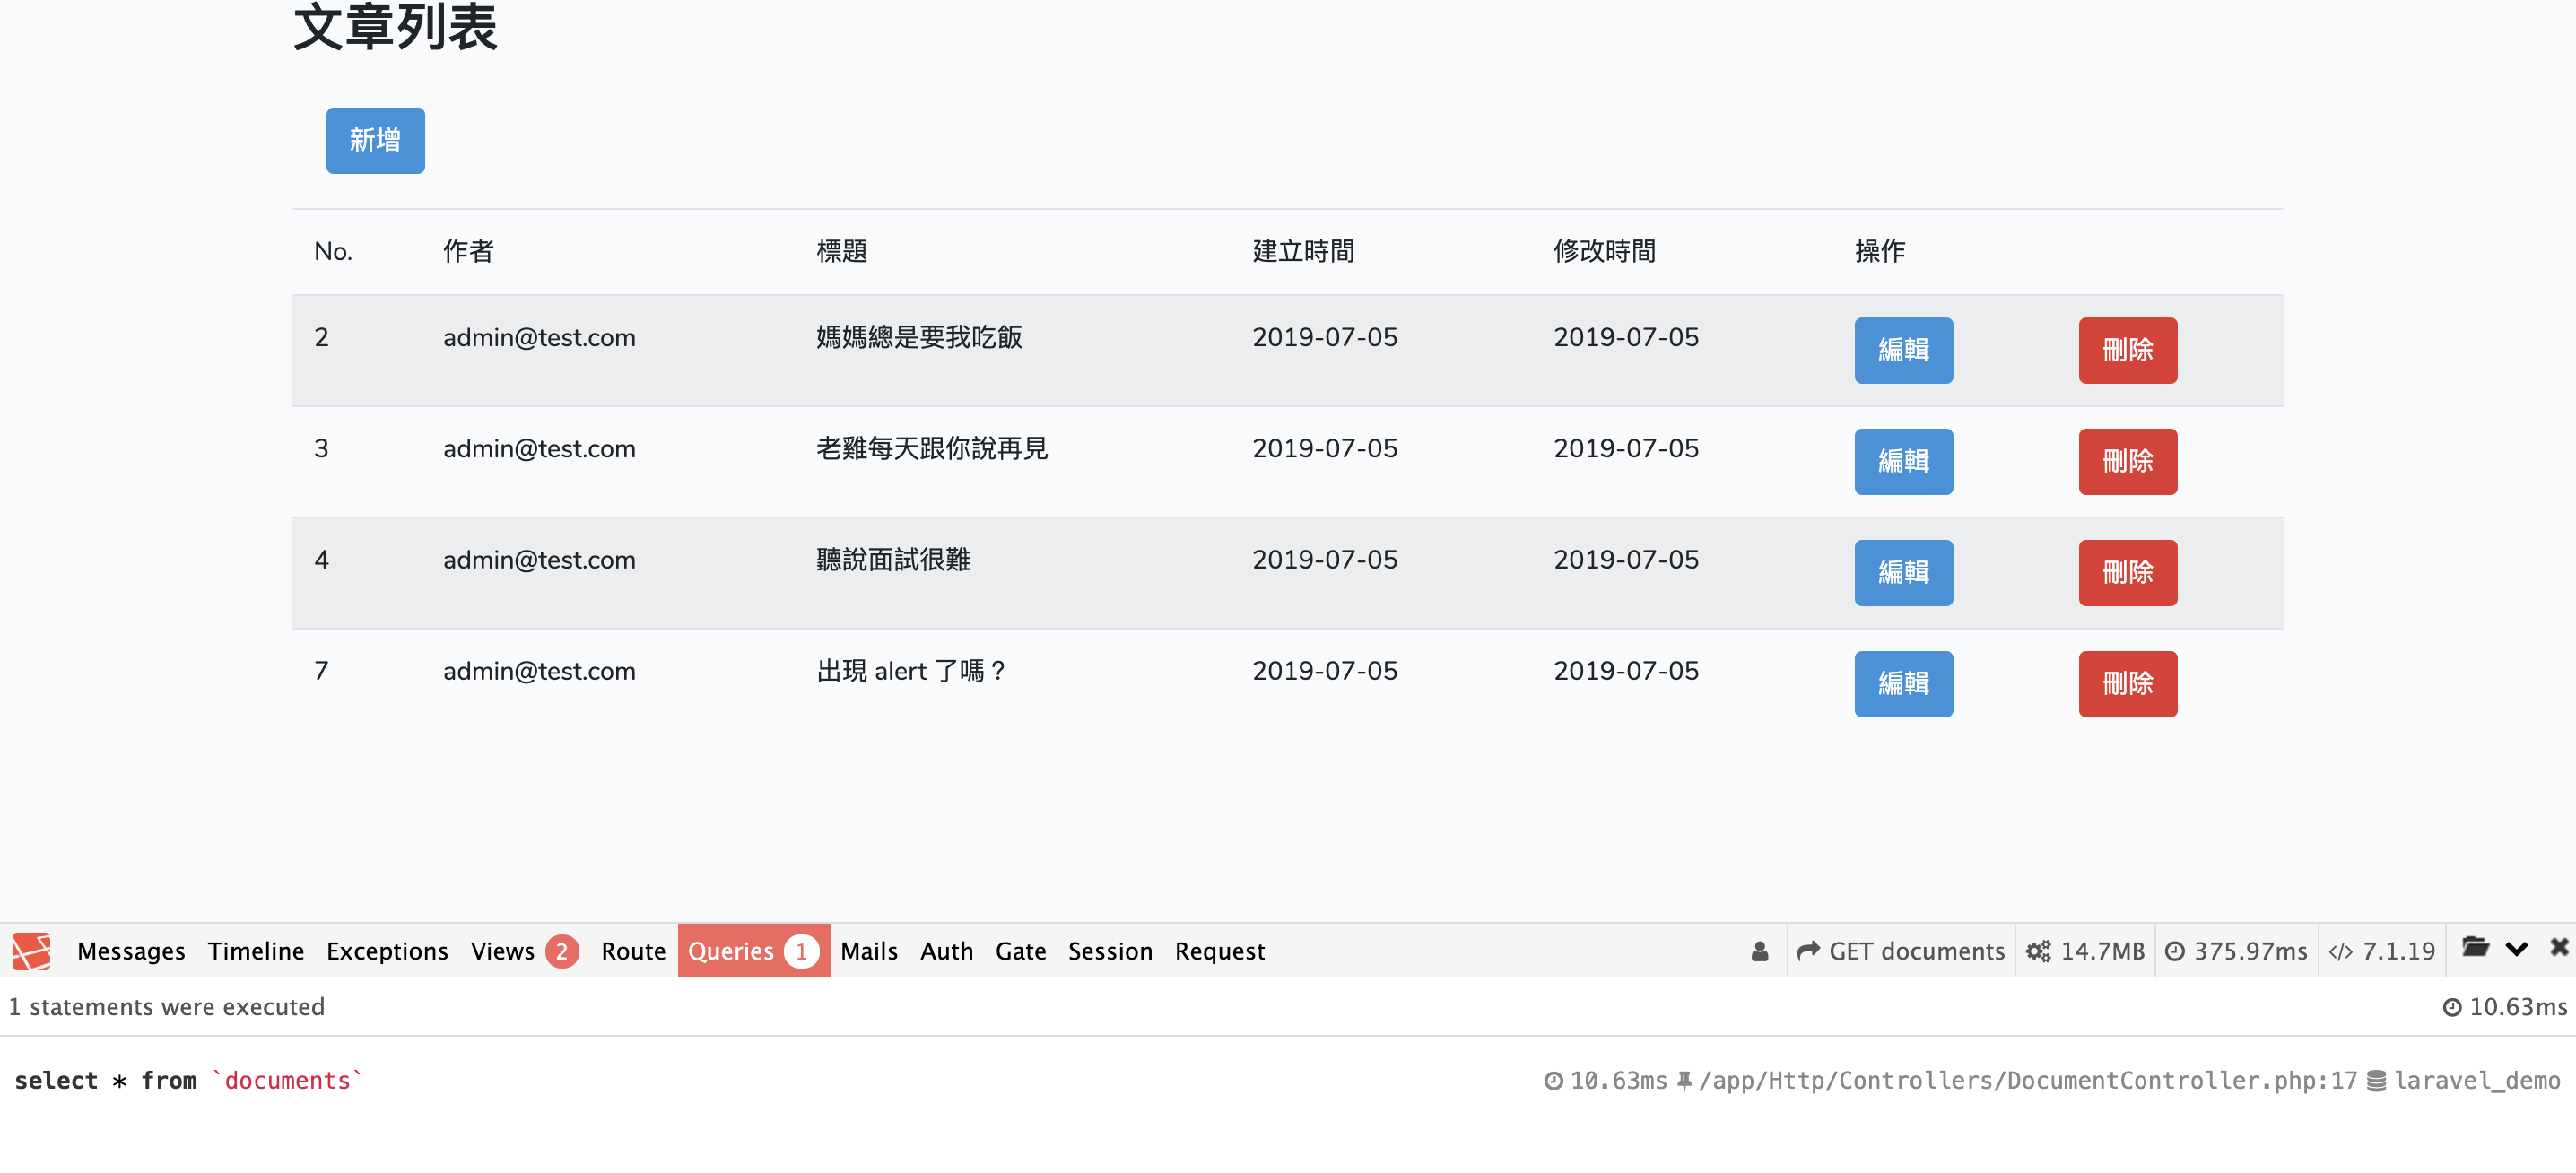 文章列表
新增
No. 作者 標題 建立時間 修改時間 操作
2 admin@test.com 媽媽總是要我吃飯 2019-07-05 2019-07-05 編輯 刪除
3 admin@test.com 老雞每天跟你說再見 2019-07-05 2019-07-05 編輯 刪除
4 admin@test.com 聽說面試很難 2019-07-05 2019-07-05 編輯 刪除
7 admin@test.com 出現 alert 了嗎？ 2019-07-05 2019-07-05 編輯 刪除
Messages Timeline Exceptions Views 2 Route Queries 1 Mails Auth Gate Session Request GET documents 14.7MB 375.97ms </> 7.1.19
1 statements were executed 10.63ms
select * from `documents` 10.63ms /app/Http/Controllers/DocumentController.php:17 laravel_demo